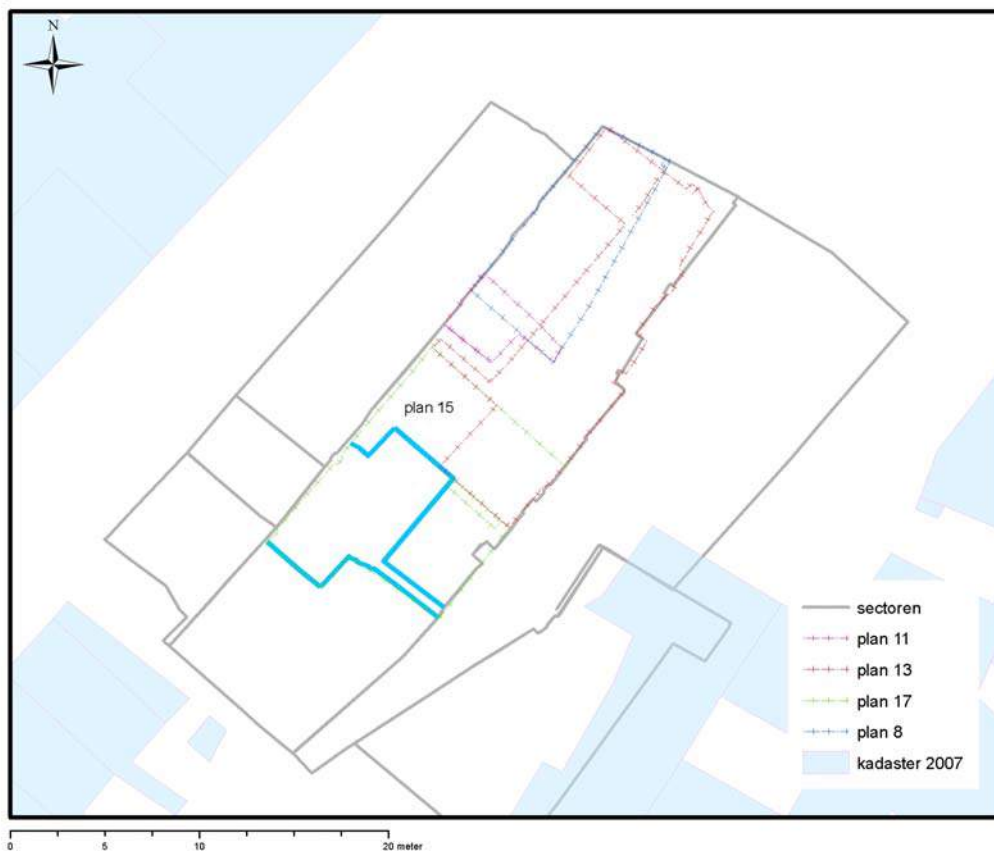 N
plan 15
sectoren
plan 11
plan 13
plan 17
plan 8
kadaster 2007
0 5 10 20 meter